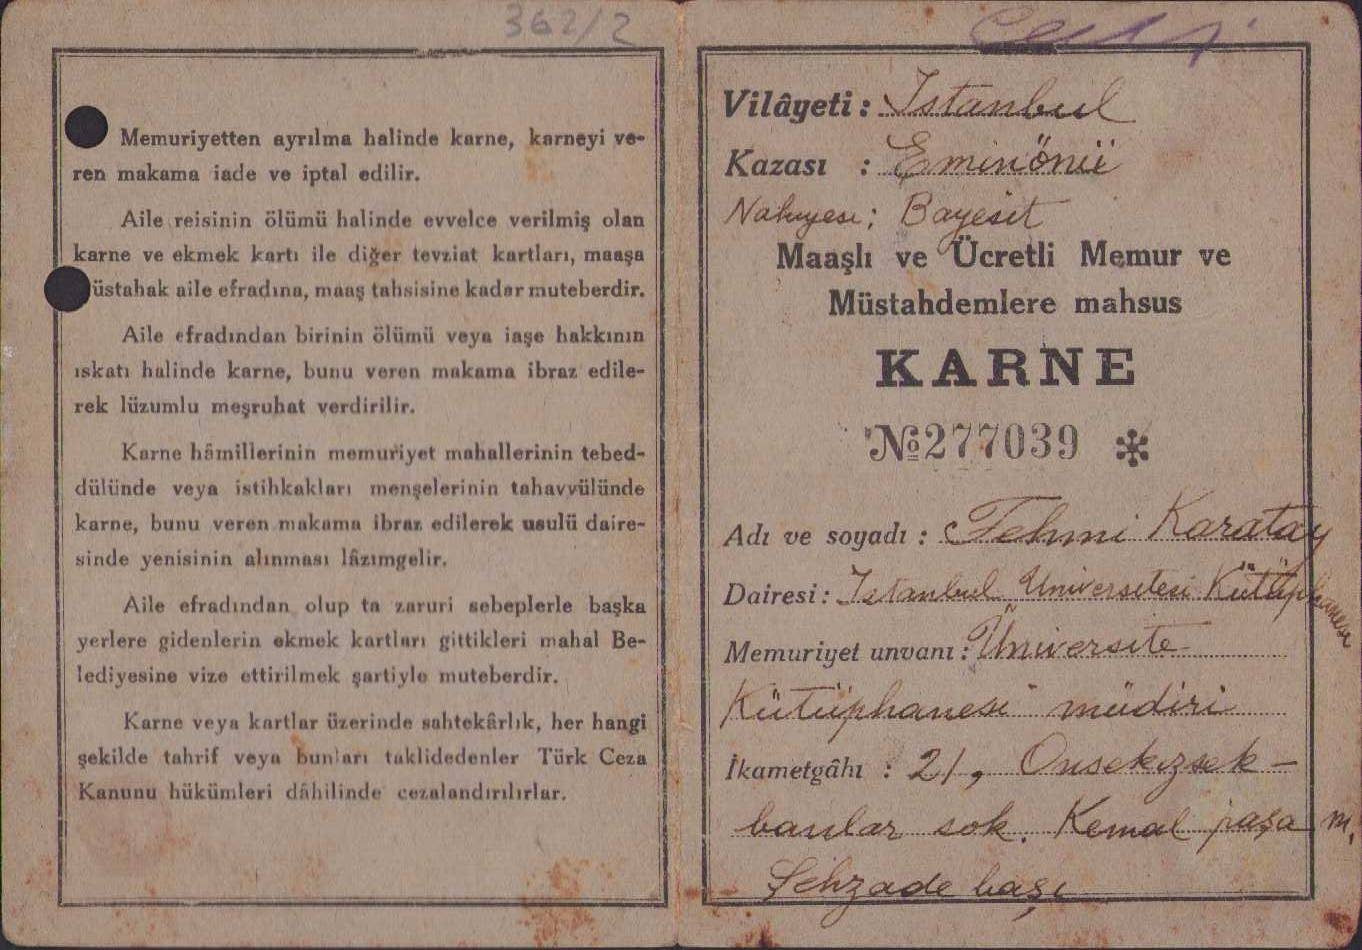 362/2
Memuriyetten ayrılma halinde karne, karneyi ve-
ren makama iade ve iptal edilir.
Aile reisinin ölümü halinde evvelce verilmiş olan
karne ve ekmek kartı ile diğer tevziat kartları, maaşa
üstahak aile efradına, maaş tahsisine kadar muteberdir.
Aile efradından birinin ölümü veya iaşe hakkının
ıskatı halinde karne, bunu veren makama ibraz edile-
rek lüzumlu meşruhat verdirilir.
Karne hâmillerinin memuriyet mahallerinin tebed-
dülünde veya istihkakları menşelerinin tahavvülünde
karne, bunu veren makama ibraz edilerek usulü daire-
sinde yenisinin alınması lâzımgelir.
Aile efradından olup ta zaruri sebeplerle başka
yerlere gidenlerin ekmek kartları gittikleri mahal Be-
lediyesine vize ettirilmek şartiyle muteberdir.
Karne veya kartlar üzerinde sahtekârlık, her hangi
şekilde tahrif veya bunları taklidedenler Türk Ceza
Kanunu hükümleri dâhilinde cezalandırılırlar.
Vilâyeti : Istanbul
Kazası : Eminönü
Nahiyesi : Bayesit
Maaşlı ve Ücretli Memur ve
Müstahdemlere mahsus
KARNE
№ 277039 *
Adı ve soyadı : Fehmi Karatay
Dairesi : Istanbul Üniversitesi Kütüphanesi
Memuriyet unvanı : Üniversite
Kütüphanesi müdiri
İkametgâhı : 21, Onsekizsek-
banlar sok. Kemal paşa m.
Şehzade başı